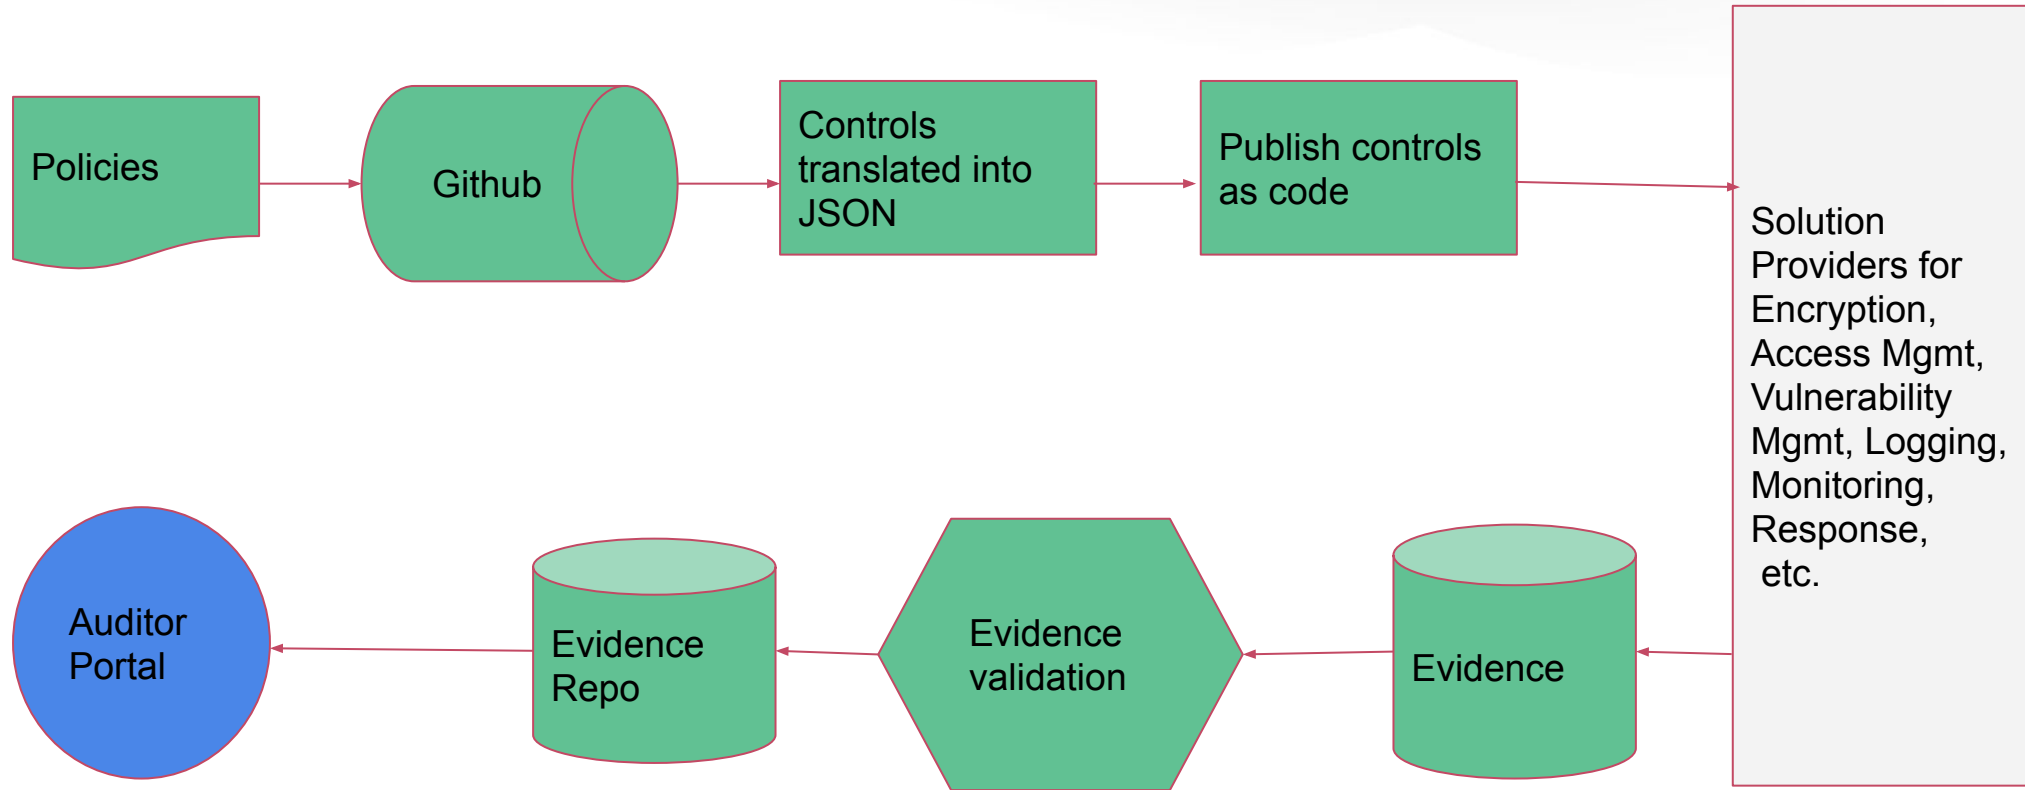 Policies
Github
Controls
translated into
JSON
Publish controls
as code
Solution
Providers for
Encryption,
Access Mgmt,
Vulnerability
Mgmt, Logging,
Monitoring,
Response,
etc.
Auditor
Portal
Evidence
Repo
Evidence
validation
Evidence